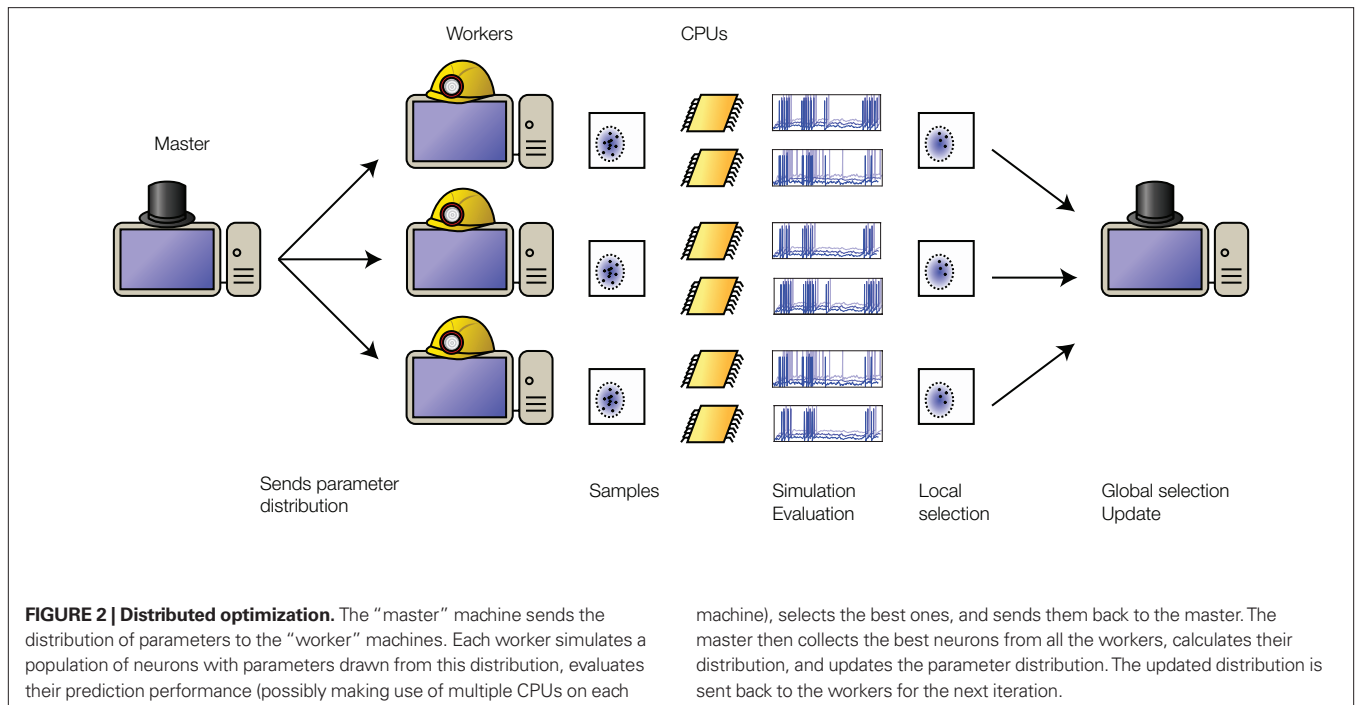 Workers
CPUs
Master
Sends parameter
distribution
Samples
Simulation
Evaluation
Local
selection
Global selection
Update
FIGURE 2 | Distributed optimization. The “master” machine sends the
distribution of parameters to the “worker” machines. Each worker simulates a
population of neurons with parameters drawn from this distribution, evaluates
their prediction performance (possibly making use of multiple CPUs on each
machine), selects the best ones, and sends them back to the master. The
master then collects the best neurons from all the workers, calculates their
distribution, and updates the parameter distribution. The updated distribution is
sent back to the workers for the next iteration.